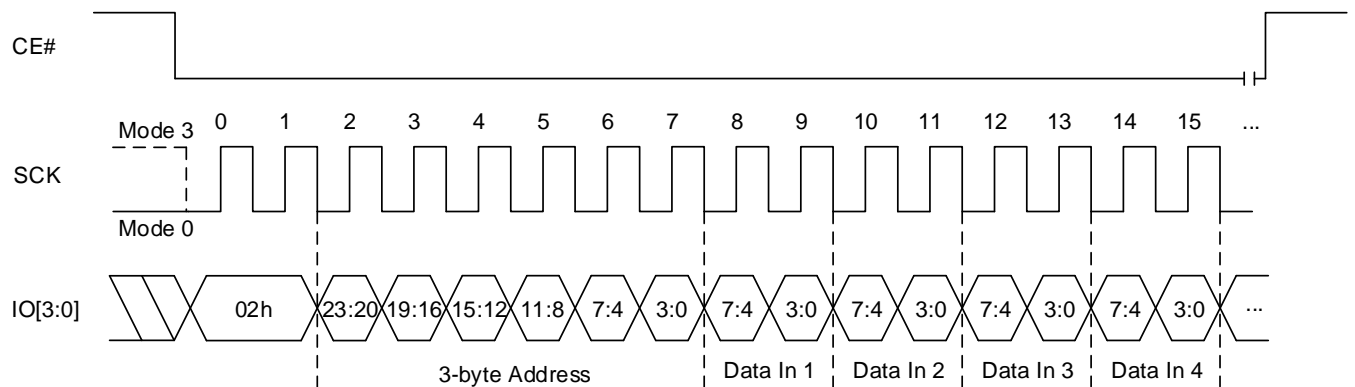 CE#
Mode 3 0 1 2 3 4 5 6 7 8 9 10 11 12 13 14 15 ...
SCK
Mode 0
IO[3:0] 02h 23:20 19:16 15:12 11:8 7:4 3:0 7:4 3:0 7:4 3:0 7:4 3:0 7:4 3:0 ...
3-byte Address Data In 1 Data In 2 Data In 3 Data In 4